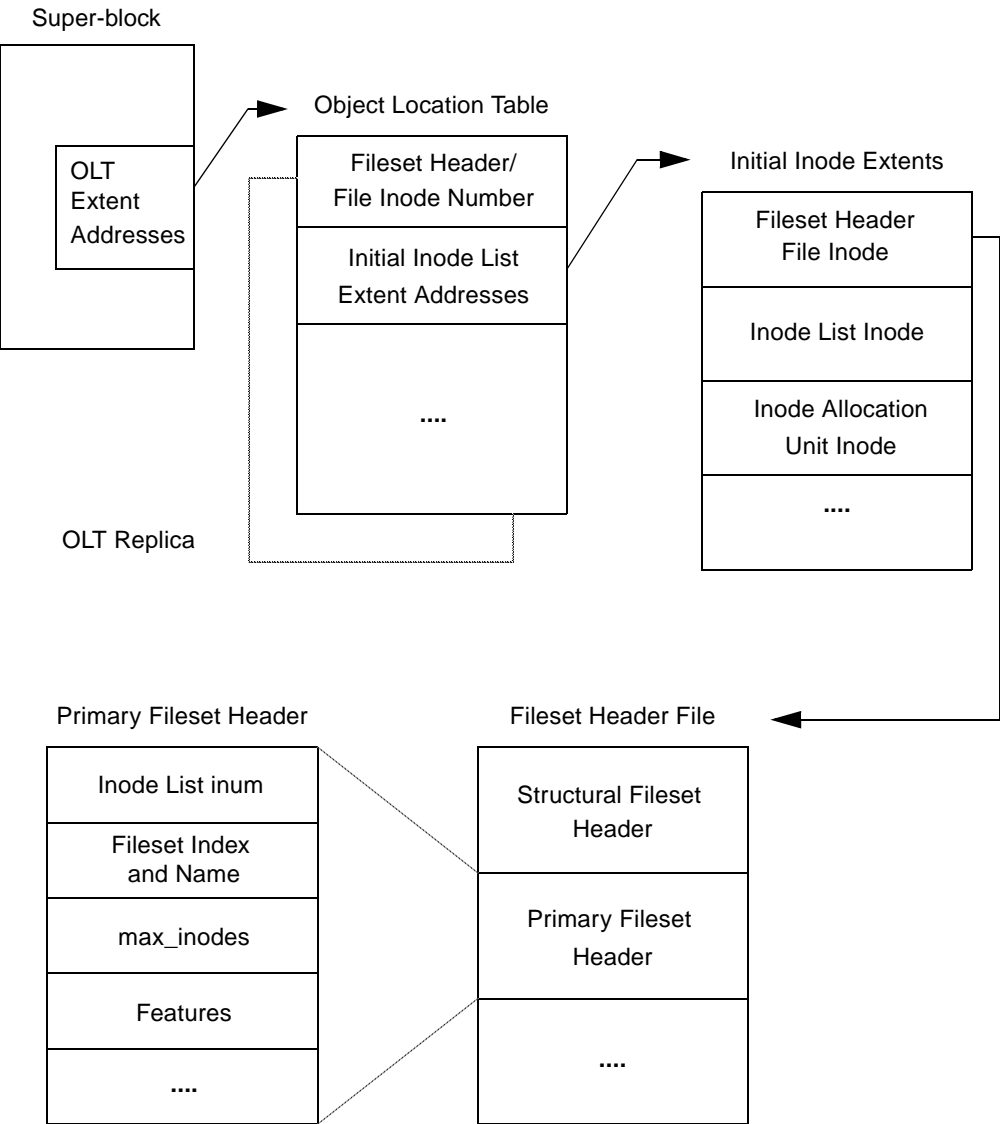 Super-block
OLT
Extent
Addresses
Object Location Table
Fileset Header/
File Inode Number
Initial Inode List
Extent Addresses
....
OLT Replica
Initial Inode Extents
Fileset Header
File Inode
Inode List Inode
Inode Allocation
Unit Inode
....
Primary Fileset Header
Inode List inum
Fileset Index
and Name
max_inodes
Features
....
Fileset Header File
Structural Fileset
Header
Primary Fileset
Header
....